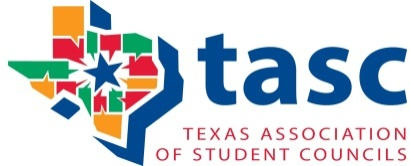 tasc
TEXAS ASSOCIATION
OF STUDENT COUNCILS